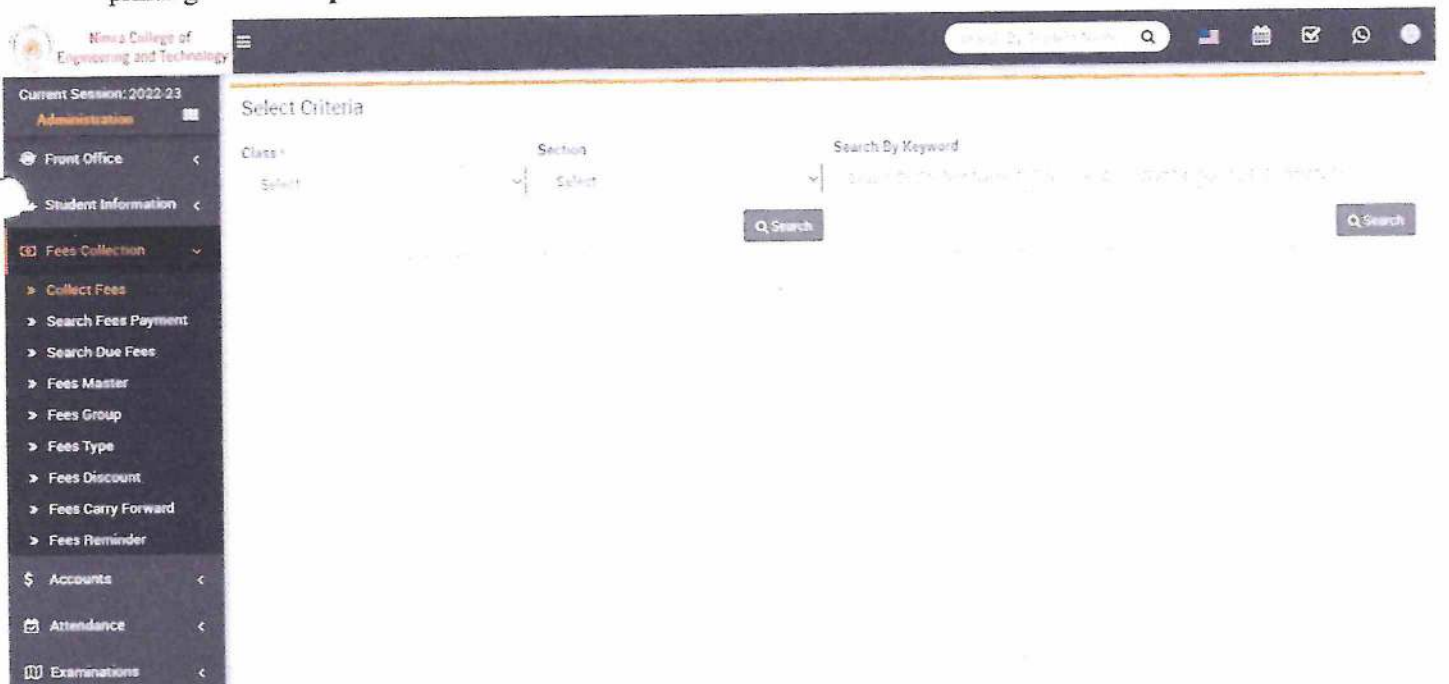 Nimra College of
Engineering and Technology
Current Session: 2022-23
Administration
Front Office
Student Information
Fees Collection
Collect Fees
Search Fees Payment
Search Due Fees
Fees Master
Fees Group
Fees Type
Fees Discount
Fees Carry Forward
Fees Reminder
$ Accounts
Attendance
Examinations
Select Criteria
Class *
Select
Section
Select
Search
Search By Keyword
Search